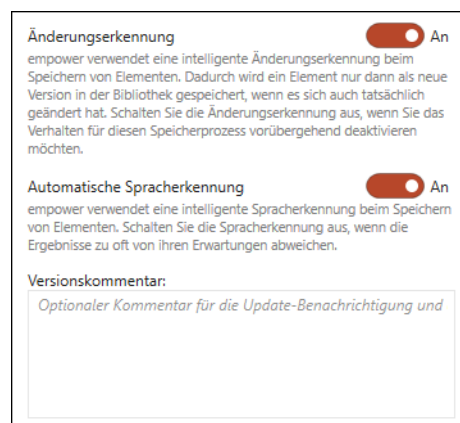 Änderungserkennung An
empower verwendet eine intelligente Änderungserkennung beim
Speichern von Elementen. Dadurch wird ein Element nur dann als neue
Version in der Bibliothek gespeichert, wenn es sich auch tatsächlich
geändert hat. Schalten Sie die Änderungserkennung aus, wenn Sie das
Verhalten für diesen Speicherprozess vorübergehend deaktivieren
möchten.
Automatische Spracherkennung An
empower verwendet eine intelligente Spracherkennung beim Speichern
von Elementen. Schalten Sie die Spracherkennung aus, wenn die
Ergebnisse zu oft von ihren Erwartungen abweichen.
Versionskommentar:
Optionaler Kommentar für die Update-Benachrichtigung und